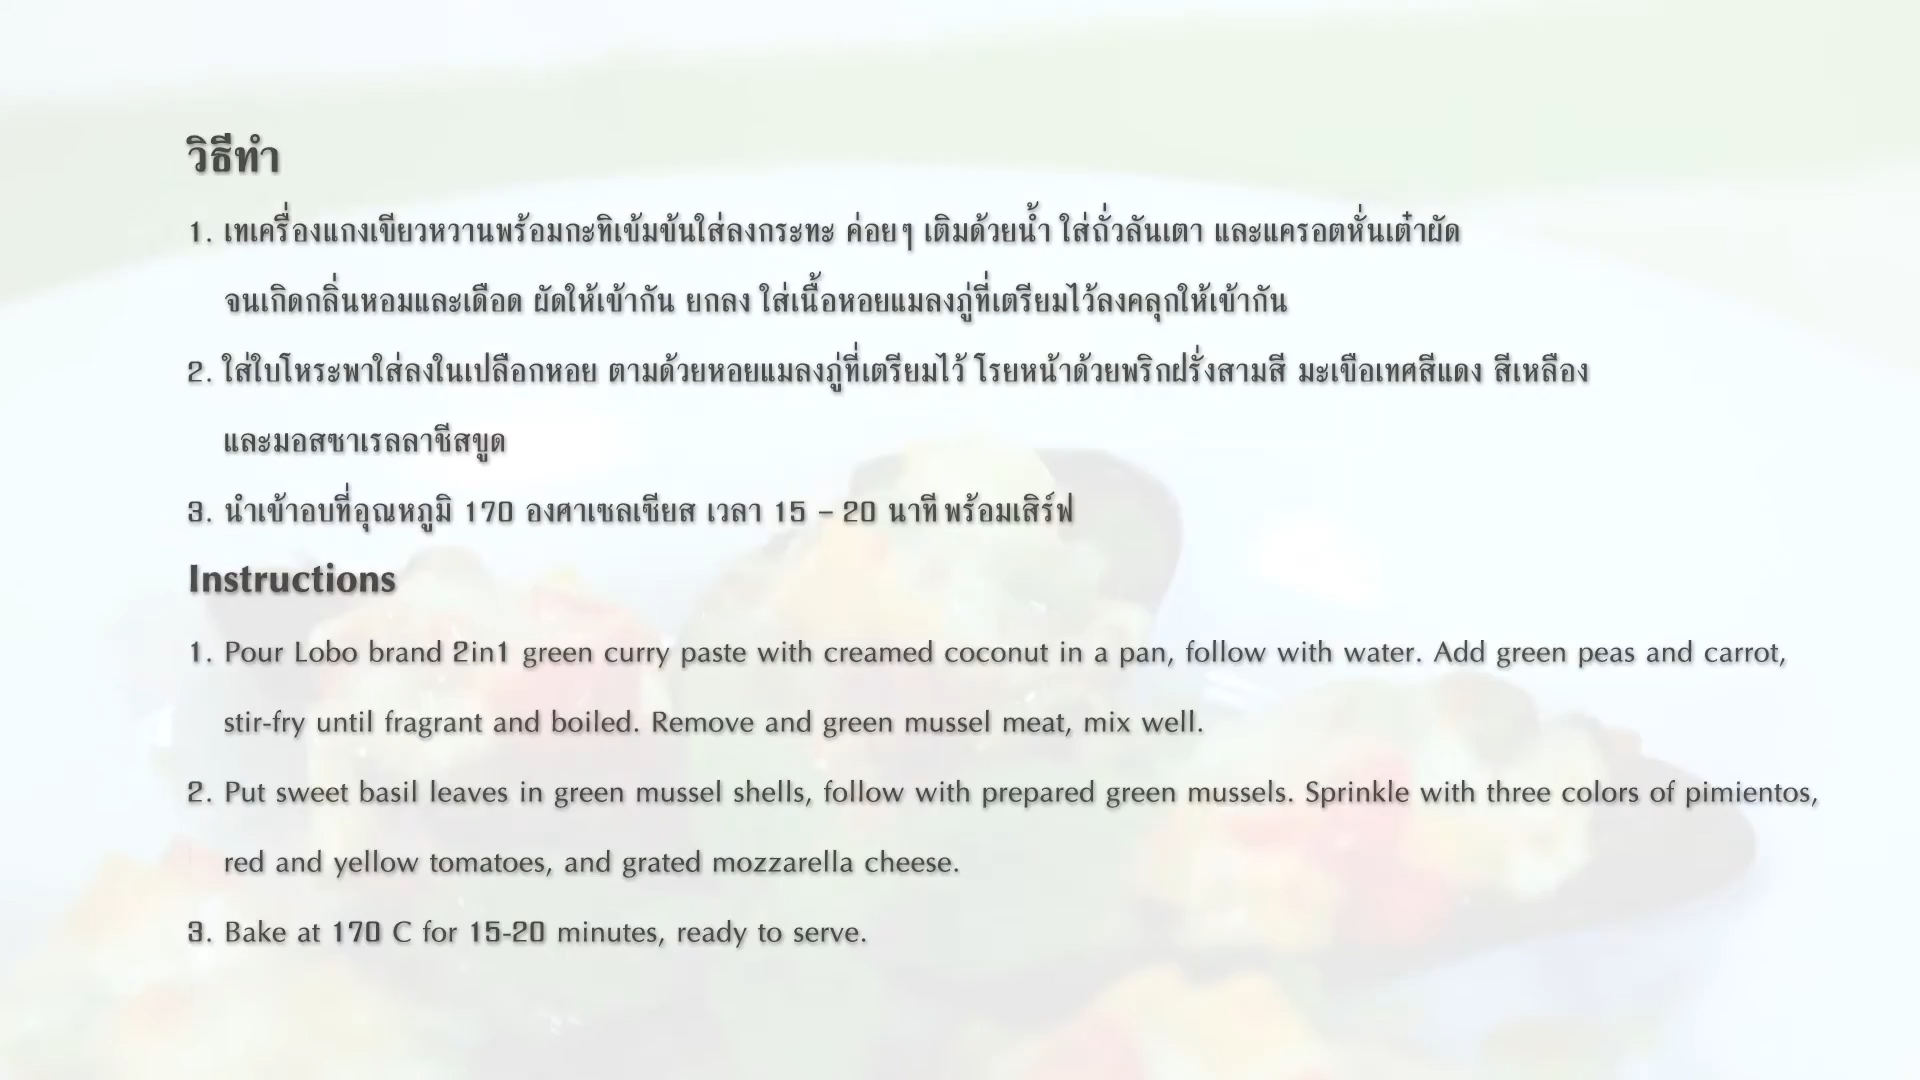 วิธีทำ
1. เทเครื่องแกงเขียวหวานพร้อมกะทิเข้มข้นใส่ลงกระทะ ค่อยๆ เติมด้วยน้ำ ใส่ถั่วลันเตา และแครอตหั่นเต๋าผัด
จนเกิดกลิ่นหอมและเดือด ผัดให้เข้ากัน ยกลง ใส่เนื้อหอยแมลงภู่ที่เตรียมไว้ลงคลุกให้เข้ากัน
2. ใส่ใบโหระพาใส่ลงในเปลือกหอย ตามด้วยหอยแมลงภู่ที่เตรียมไว้ โรยหน้าด้วยพริกฝรั่งสามสี มะเขือเทศสีแดง สีเหลือง
และมอสซาเรลลาชีสขูด
3. นำเข้าอบที่อุณหภูมิ 170 องศาเซลเซียส เวลา 15 – 20 นาที พร้อมเสิร์ฟ
Instructions
1. Pour Lobo brand 2in1 green curry paste with creamed coconut in a pan, follow with water. Add green peas and carrot,
stir-fry until fragrant and boiled. Remove and green mussel meat, mix well.
2. Put sweet basil leaves in green mussel shells, follow with prepared green mussels. Sprinkle with three colors of pimientos,
red and yellow tomatoes, and grated mozzarella cheese.
3. Bake at 170 C for 15-20 minutes, ready to serve.